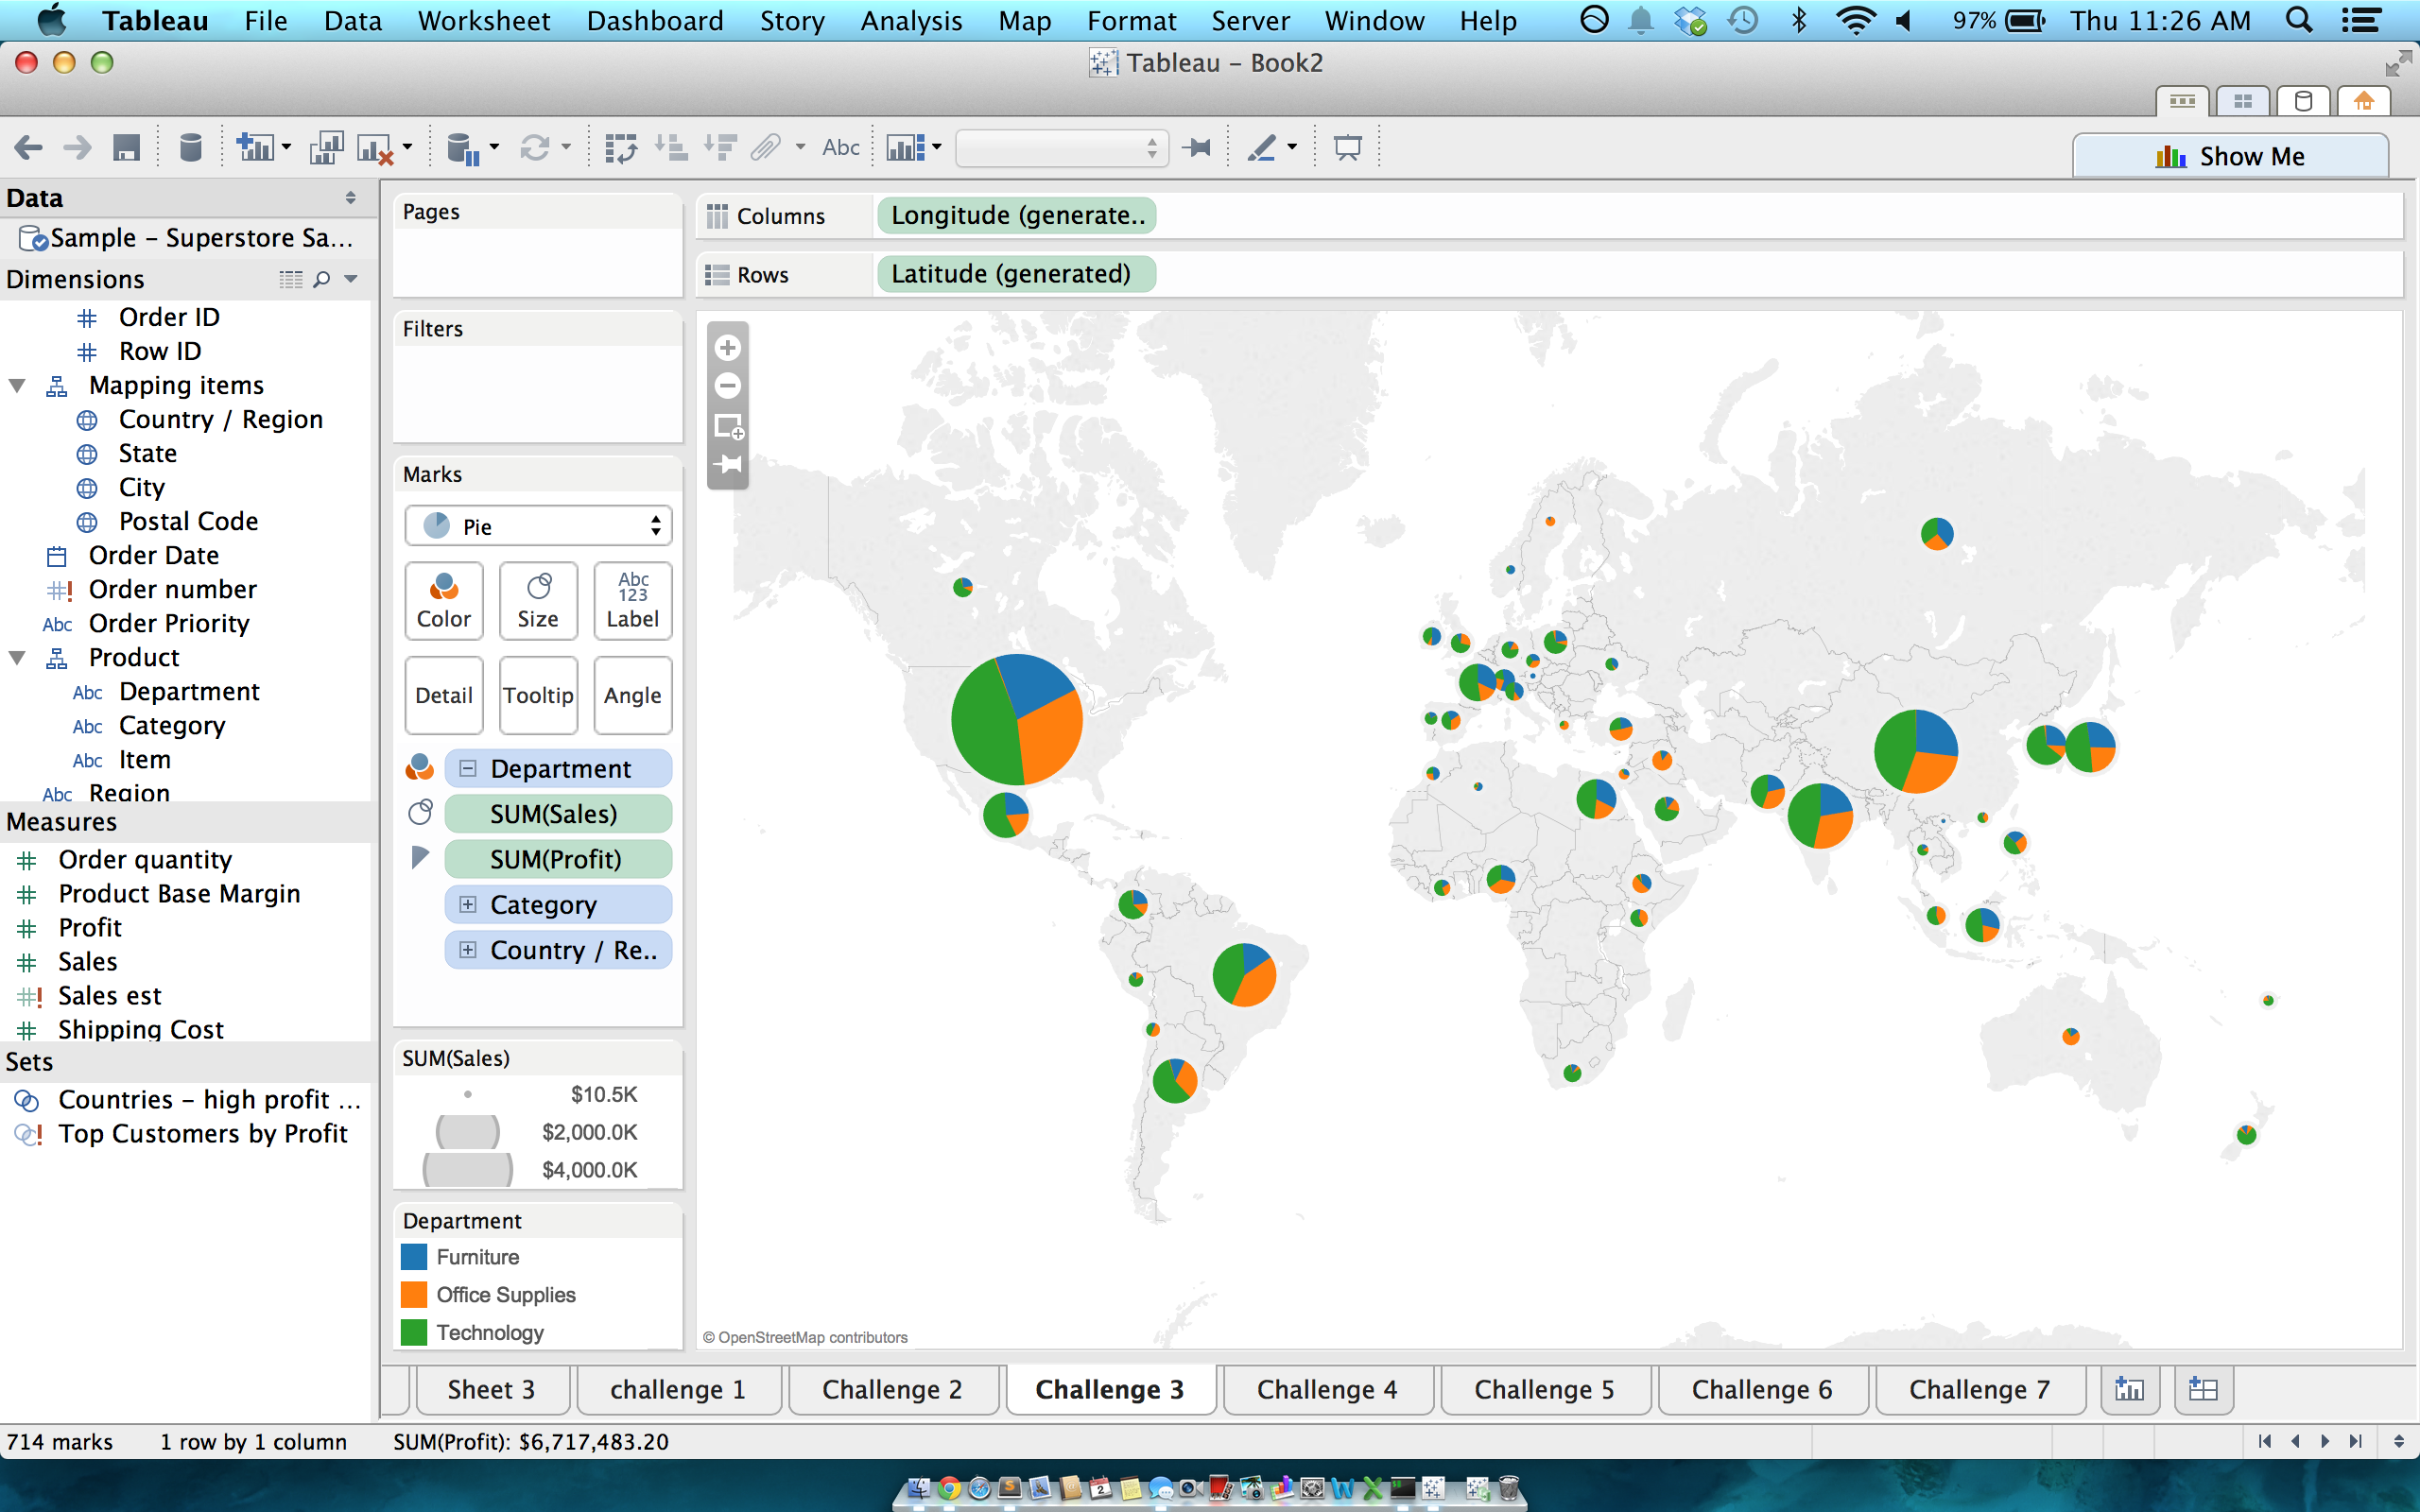 Tableau File Data Worksheet Dashboard Story Analysis Map Format Server Window Help 97% Thu 11:26 AM
Tableau - Book2
Abc
Show Me
Data
Sample - Superstore Sa...
Dimensions
Order ID
Row ID
Mapping items
Country / Region
State
City
Postal Code
Order Date
Order number
Abc Order Priority
Product
Abc Department
Abc Category
Abc Item
Abc Region
Measures
Order quantity
Product Base Margin
Profit
Sales
Sales est
Shipping Cost
Sets
Countries - high profit ...
Top Customers by Profit
Pages
Filters
Marks
Pie
Color
Size
Abc
123
Label
Detail
Tooltip
Angle
Department
SUM(Sales)
SUM(Profit)
Category
Country / Re..
SUM(Sales)
$10.5K
$2,000.0K
$4,000.0K
Department
Furniture
Office Supplies
Technology
Columns
Longitude (generate..
Rows
Latitude (generated)
© OpenStreetMap contributors
Sheet 3 challenge 1 Challenge 2 Challenge 3 Challenge 4 Challenge 5 Challenge 6 Challenge 7
714 marks 1 row by 1 column SUM(Profit): $6,717,483.20